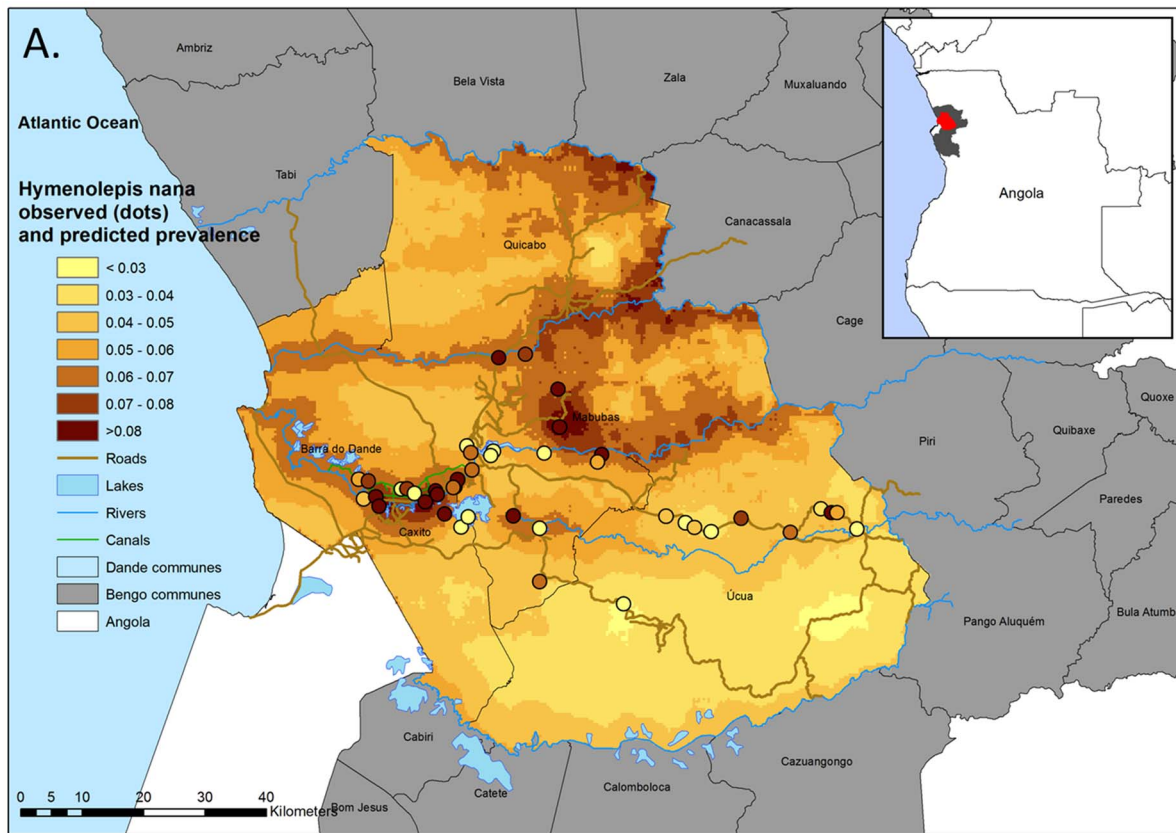 A.
Ambriz
Bela Vista
Zala
Muxaluando
Atlantic Ocean
Tabi
Canacassala
Angola
Hymenolepis nana
observed (dots)
and predicted prevalence
Quicabo
< 0.03
0.03 - 0.04
0.04 - 0.05
0.05 - 0.06
0.06 - 0.07
0.07 - 0.08
>0.08
Roads
Lakes
Rivers
Canals
Dande communes
Bengo communes
Angola
Cage
Mabubas
Barra do Dande
Caxito
Úcua
Piri
Quoxe
Quibaxe
Paredes
Pango Aluquém
Bula Atumb
Cabiri
Catete
Bom Jesus
Calomboloca
Cazuangongo
0 5 10 20 30 40
Kilometers